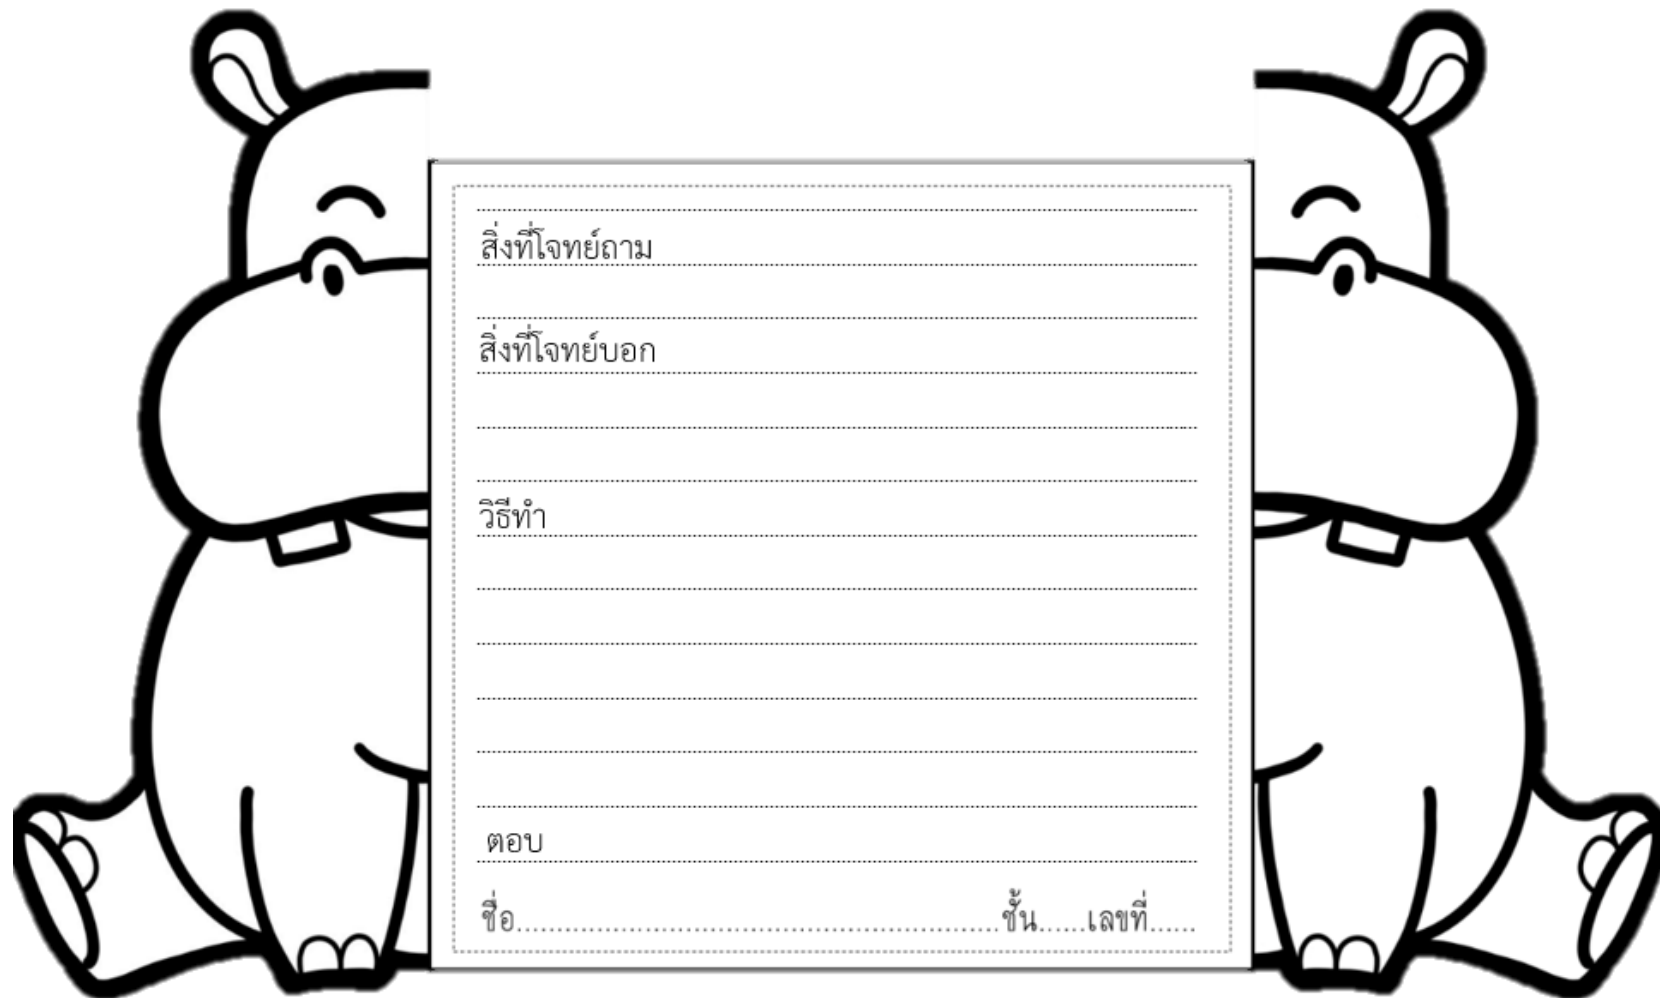 สิ่งที่โจทย์ถาม
สิ่งที่โจทย์บอก
วิธีทำ
ตอบ
ชื่อ......................................................ชั้น.....เลขที่.....